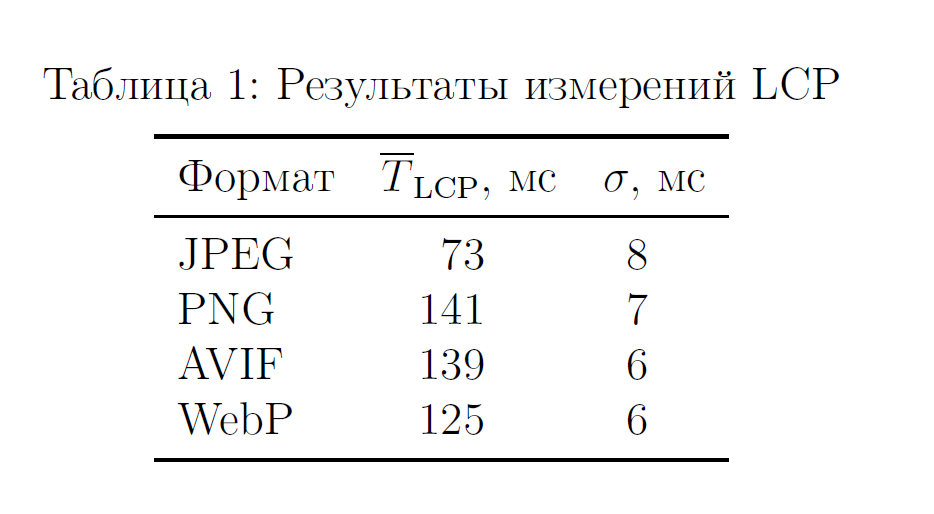 Таблица 1: Результаты измерений LCP
Формат T̅LCP, мс σ, мс
JPEG 73 8
PNG 141 7
AVIF 139 6
WebP 125 6